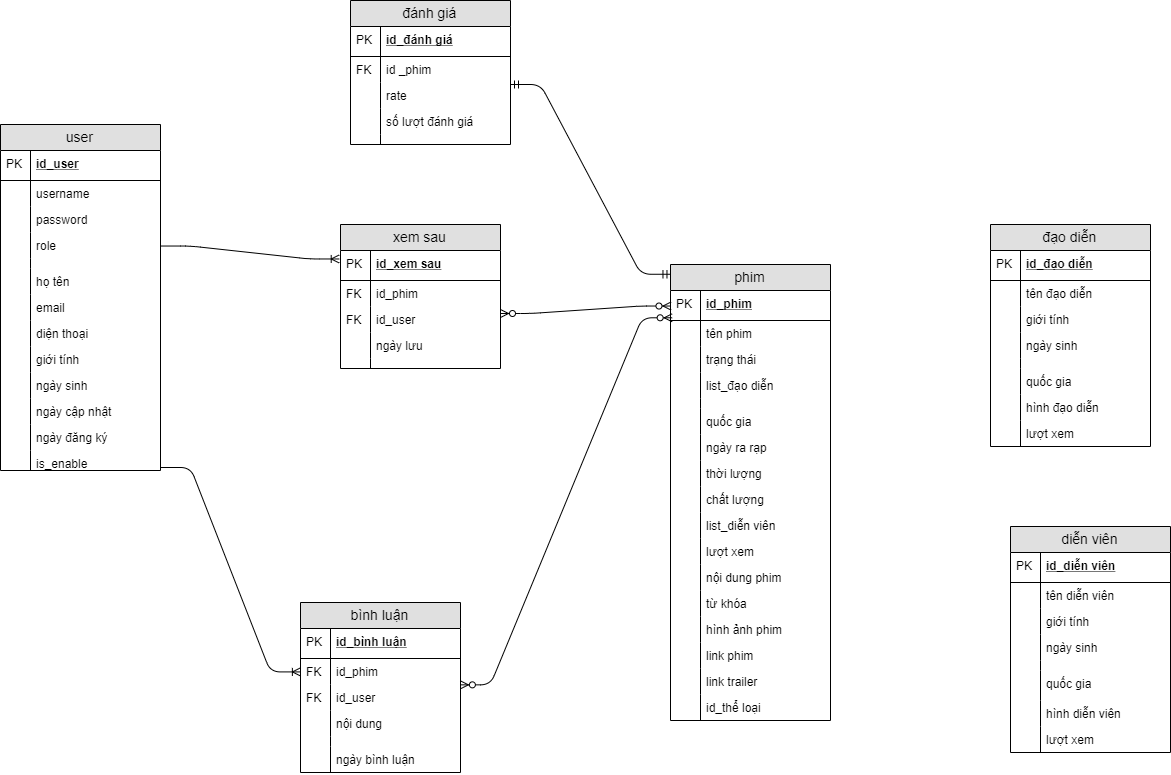 đánh giá
PK id_đánh giá
FK id _phim
rate
số lượt đánh giá
user
PK id_user
username
password
role
họ tên
email
diện thoại
giới tính
ngày sinh
ngày cập nhật
ngày đăng ký
is_enable
xem sau
PK id_xem sau
FK id_phim
FK id_user
ngày lưu
bình luận
PK id_bình luận
FK id_phim
FK id_user
nội dung
ngày bình luận
phim
PK id_phim
tên phim
trạng thái
list_đạo diễn
quốc gia
ngày ra rạp
thời lượng
chất lượng
list_diễn viên
lượt xem
nội dung phim
từ khóa
hình ảnh phim
link phim
link trailer
id_thể loại
đạo diễn
PK id_đạo diễn
tên đạo diễn
giới tính
ngày sinh
quốc gia
hình đạo diễn
lượt xem
diễn viên
PK id_diễn viên
tên diễn viên
giới tính
ngày sinh
quốc gia
hình diễn viên
lượt xem